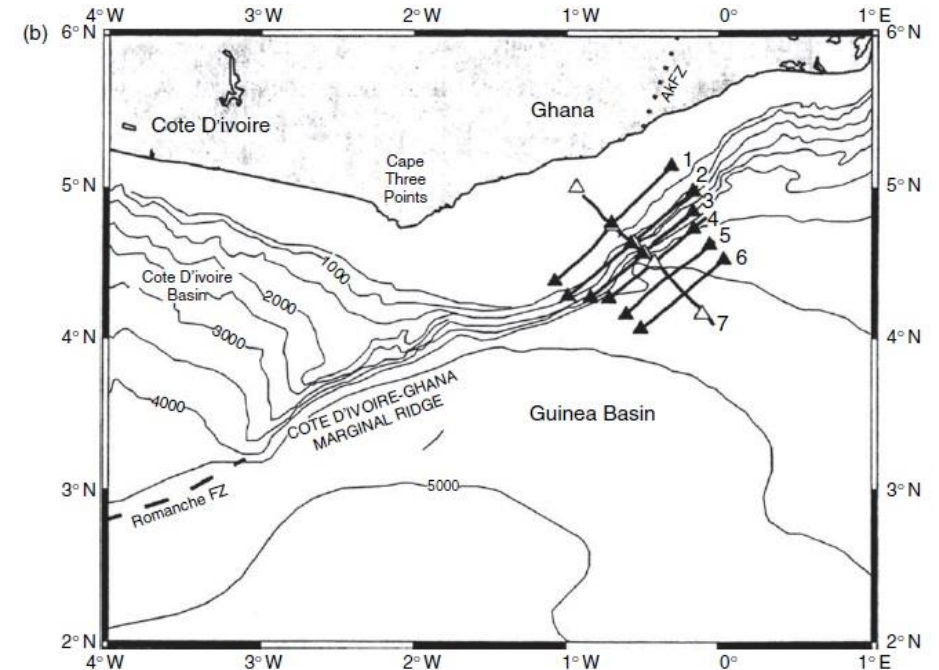 (b)
4° W 3° W 2° W 1° W 0° 1° E
6° N 6° N
AkFZ
Ghana
Cote D'ivoire
Cape
Three
Points
1
5° N 5° N
2
3
4
5
6
7
1000
Cote D'ivoire
Basin
2000
3000
4° N 4° N
4000
COTE D'IVOIRE-GHANA
MARGINAL RIDGE
Guinea Basin
Romanche FZ
5000
3° N 3° N
2° N 2° N
4° W 3° W 2° W 1° W 0° 1° E